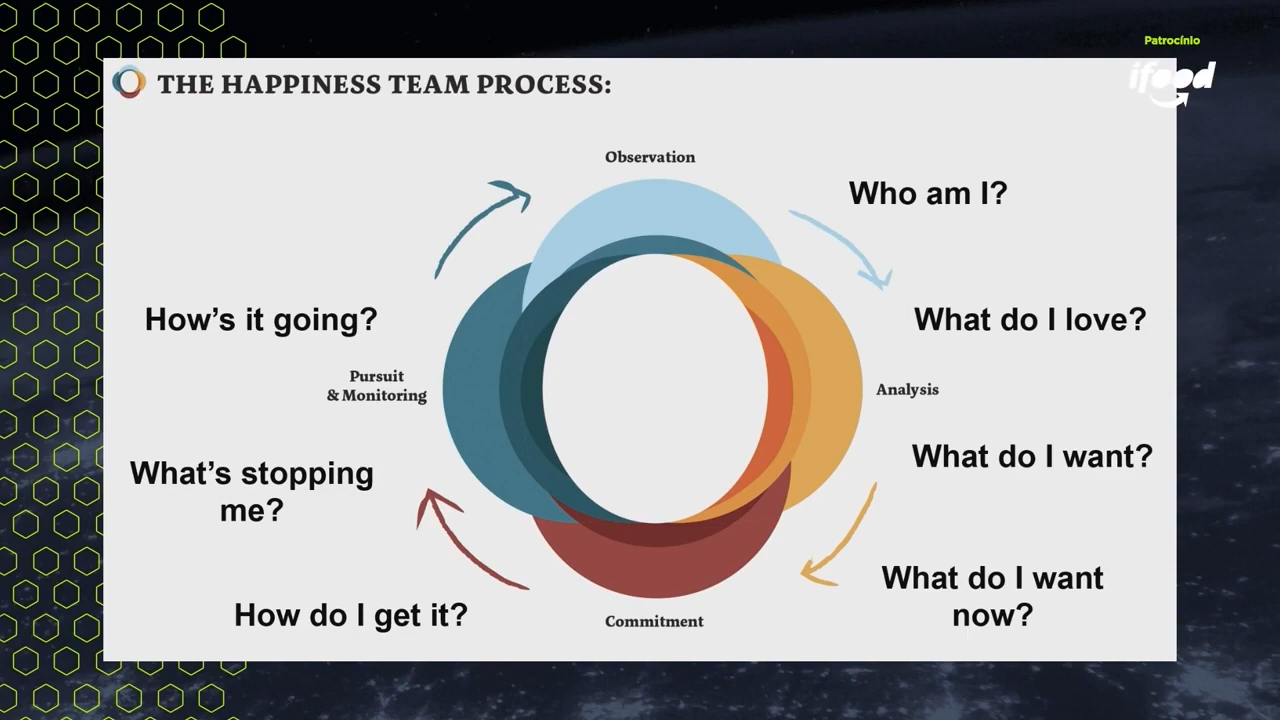 Patrocínio
ifood
THE HAPPINESS TEAM PROCESS:
Observation
Who am I?
How’s it going?
What do I love?
Pursuit
& Monitoring
Analysis
What do I want?
What’s stopping
me?
What do I want
now?
How do I get it?
Commitment